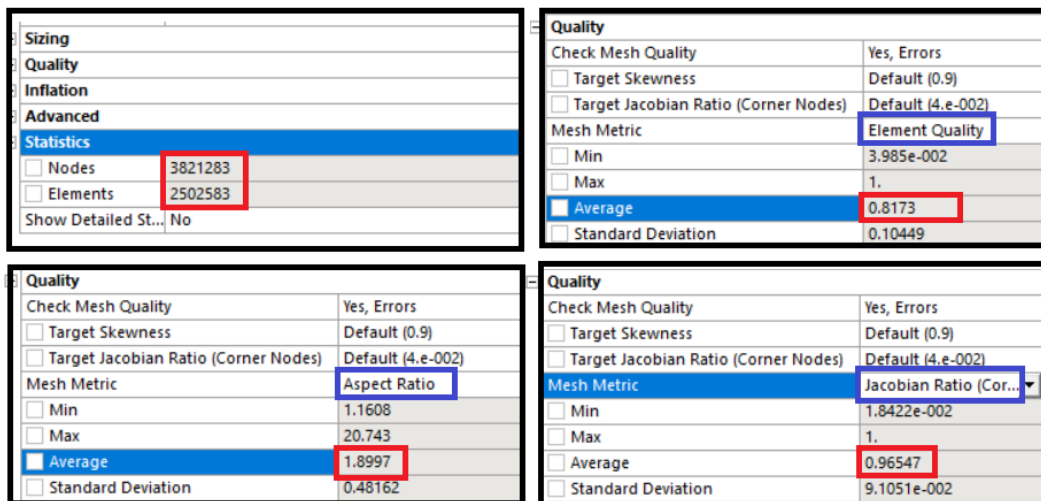 Sizing
Quality
Inflation
Advanced
Statistics
Nodes 3821283
Elements 2502583
Show Detailed St... No
Quality
Check Mesh Quality Yes, Errors
Target Skewness Default (0.9)
Target Jacobian Ratio (Corner Nodes) Default (4.e-002)
Mesh Metric Element Quality
Min 3.985e-002
Max 1.
Average 0.8173
Standard Deviation 0.10449
Quality
Check Mesh Quality Yes, Errors
Target Skewness Default (0.9)
Target Jacobian Ratio (Corner Nodes) Default (4.e-002)
Mesh Metric Aspect Ratio
Min 1.1608
Max 20.743
Average 1.8997
Standard Deviation 0.48162
Quality
Check Mesh Quality Yes, Errors
Target Skewness Default (0.9)
Target Jacobian Ratio (Corner Nodes) Default (4.e-002)
Mesh Metric Jacobian Ratio (Cor...
Min 1.8422e-002
Max 1.
Average 0.96547
Standard Deviation 9.1051e-002